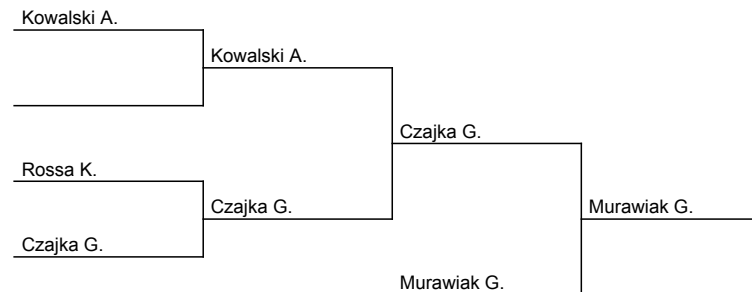 Kowalski A.
Kowalski A.
Czajka G.
Rossa K.
Czajka G.
Murawiak G.
Czajka G.
Murawiak G.